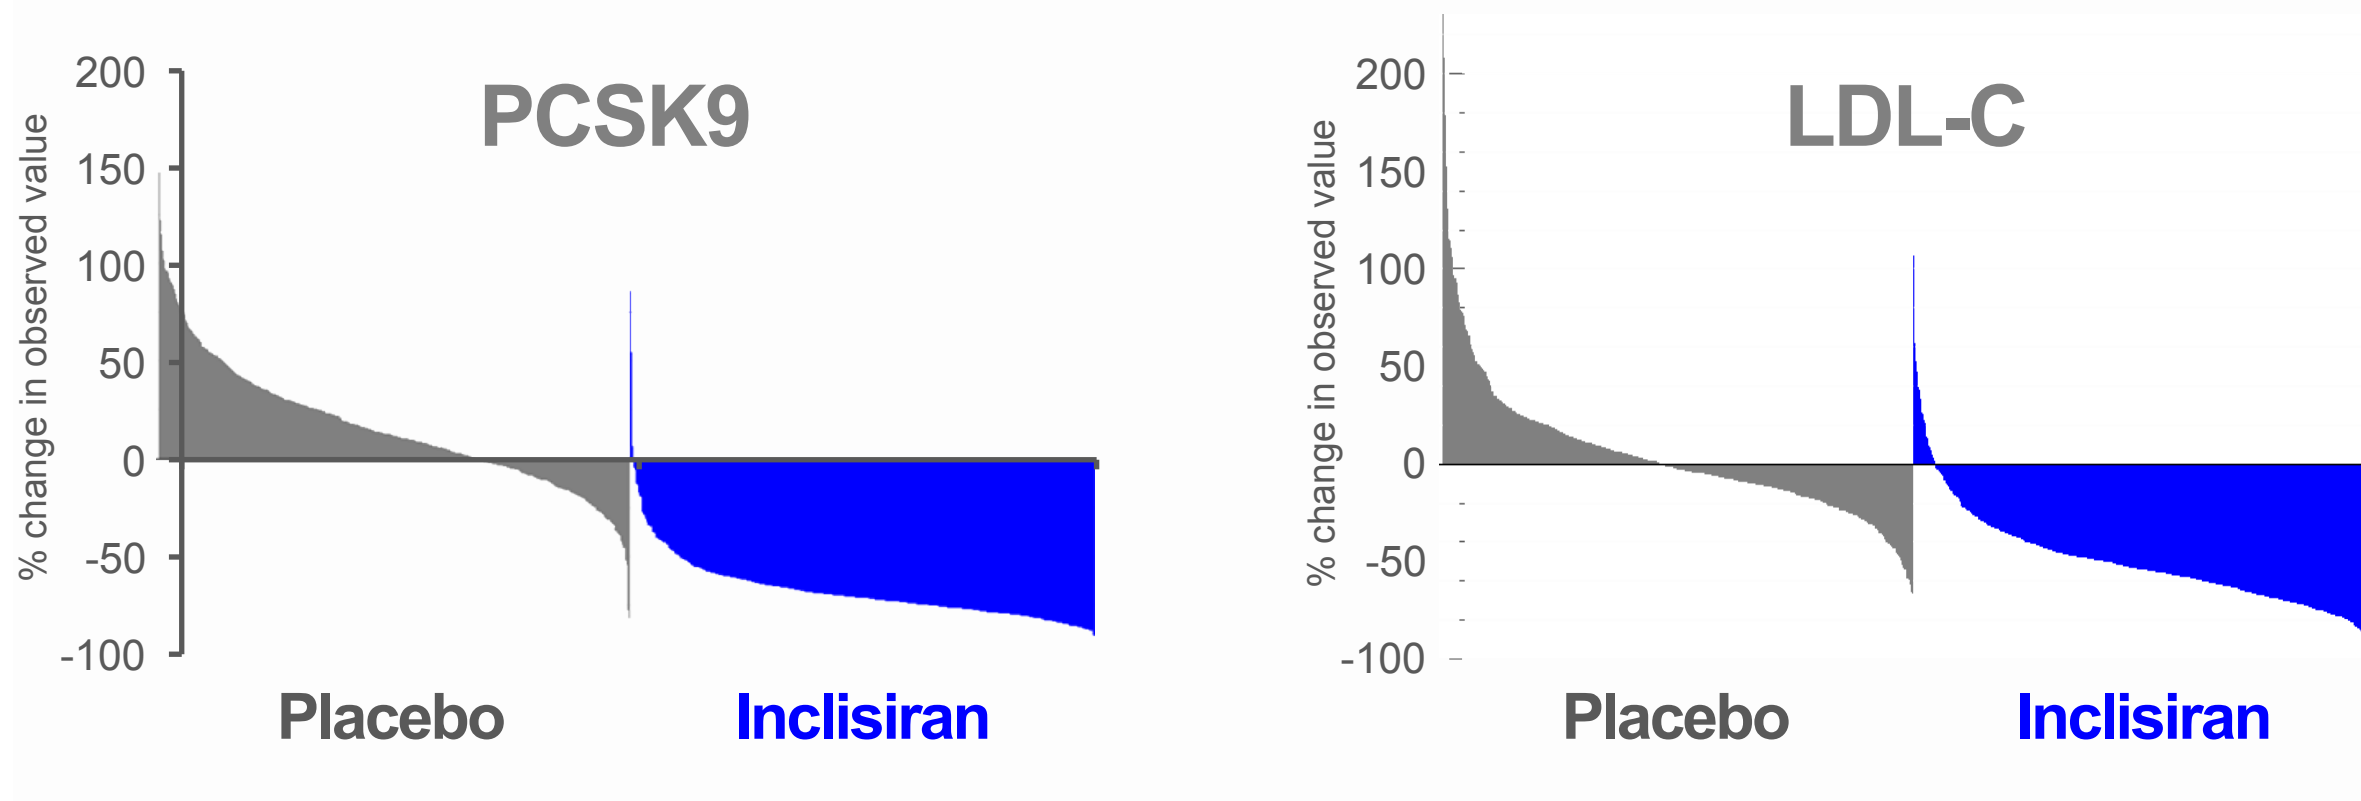 PCSK9
% change in observed value
200
150
100
50
0
-50
-100
Placebo
Inclisiran
LDL-C
% change in observed value
200
150
100
50
0
-50
-100
Placebo
Inclisiran